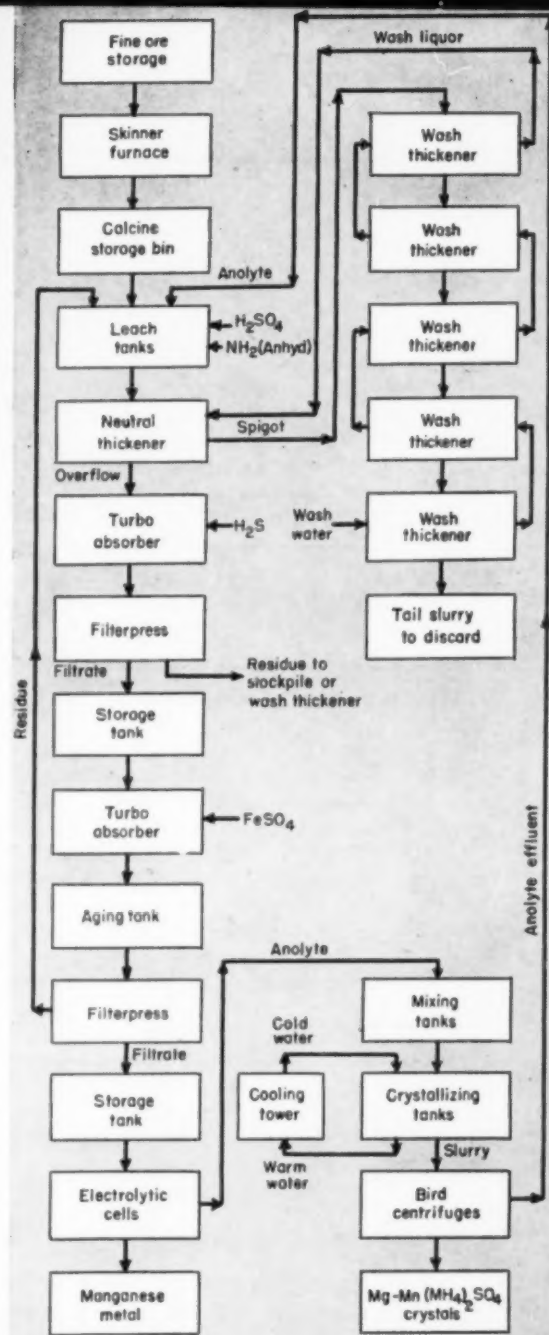 Fine ore
storage
Skinner
furnace
Calcine
storage bin
Anolyte
Leach
tanks
H₂SO₄
NH₂(Anhyd)
Neutral
thickener
Spigot
Overflow
Turbo
absorber
H₂S
Filterpress
Filtrate
Residue to
stockpile or
wash thickener
Storage
tank
Turbo
absorber
FeSO₄
Aging tank
Residue
Filterpress
Filtrate
Storage
tank
Electrolytic
cells
Manganese
metal
Wash liquor
Wash
thickener
Wash
thickener
Wash
thickener
Wash
thickener
Wash
water
Wash
thickener
Tail slurry
to discard
Anolyte effluent
Anolyte
Mixing
tanks
Cold
water
Cooling
tower
Warm
water
Crystallizing
tanks
Slurry
Bird
centrifuges
Mg-Mn (MH₄)₂SO₄
crystals